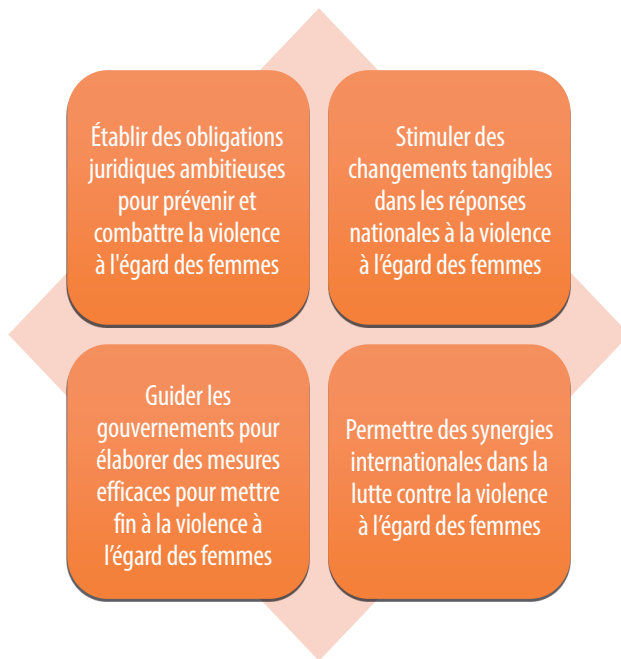 Établir des obligations
juridiques ambitieuses
pour prévenir et
combattre la violence
à l'égard des femmes
Stimuler des
changements tangibles
dans les réponses
nationales à la violence
à l’égard des femmes
Guider les
gouvernements pour
élaborer des mesures
efficaces pour mettre
fin à la violence à
l’égard des femmes
Permettre des synergies
internationales dans la
lutte contre la violence
à l’égard des femmes